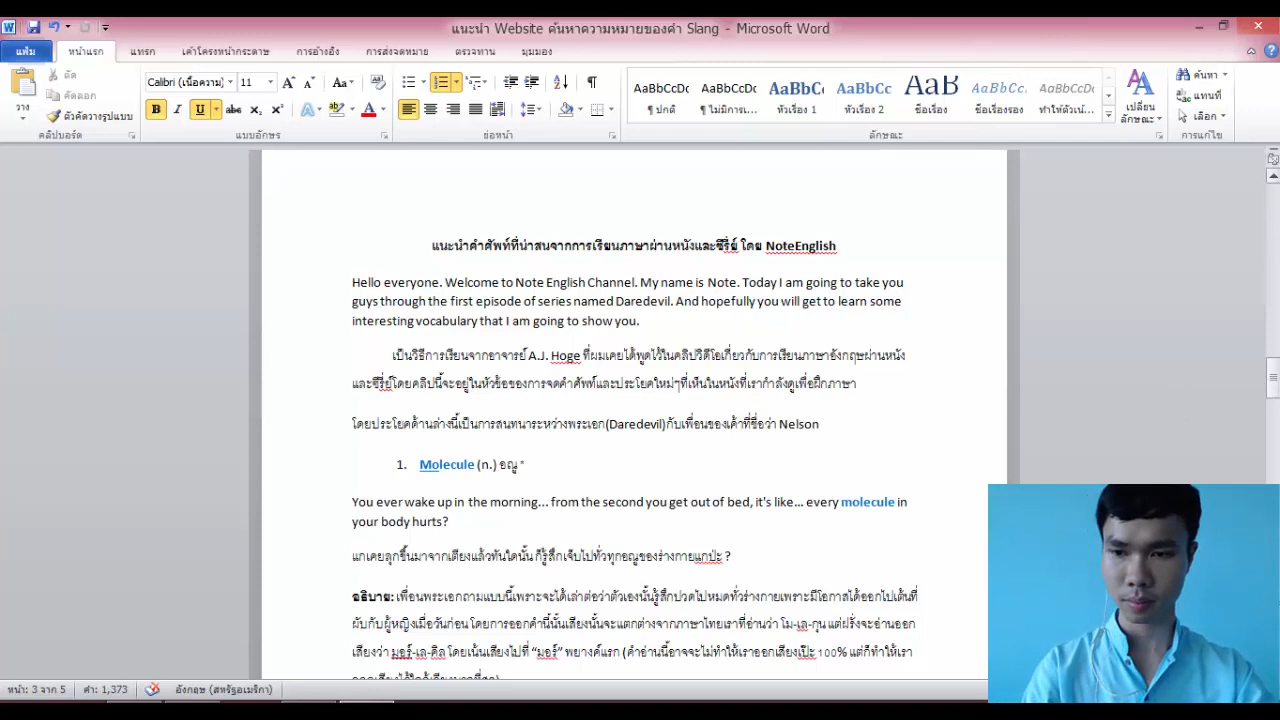 แนะนำ Website ค้นหาความหมายของคำ Slang - Microsoft Word
แฟ้ม หน้าแรก แทรก เค้าโครงหน้ากระดาษ การอ้างอิง การส่งจดหมาย ตรวจทาน มุมมอง
วาง ตัด คัดลอก ตัวคัดวางรูปแบบ คลิปบอร์ด
Calibri (เนื้อความ) 11 แบบอักษร
ย่อหน้า
AaBbCcDc AaBbCcDc AaBbCc AaBbCc AaB AaBbCc AaBbCcDc
¶ ปกติ ¶ ไม่มีการเ... หัวเรื่อง 1 หัวเรื่อง 2 ชื่อเรื่อง ชื่อเรื่องรอง ทำให้ตัวเน้...
เปลี่ยนลักษณะ ลักษณะ
ค้นหา แทนที่ เลือก การแก้ไข
แนะนำคำศัพท์ที่น่าสนจากการเรียนภาษาผ่านหนังและซีรี่ย์ โดย NoteEnglish
Hello everyone. Welcome to Note English Channel. My name is Note. Today I am going to take you
guys through the first episode of series named Daredevil. And hopefully you will get to learn some
interesting vocabulary that I am going to show you.
เป็นวิธีการเรียนจากอาจารย์ A.J. Hoge ที่ผมเคยได้พูดไว้ในคลิปวิดีโอเกี่ยวกับการเรียนภาษาอังกฤษผ่านหนัง
และซีรี่ย์โดยคลิปนี้จะอยู่ในหัวข้อของการจดคำศัพท์และประโยคใหม่ๆที่เห็นในหนังที่เรากำลังดูเพื่อฝึกภาษา
โดยประโยคด้านล่างนี้เป็นการสนทนาระหว่างพระเอก(Daredevil)กับเพื่อนของเค้าที่ชื่อว่า Nelson
1. Molecule (n.) อณู
You ever wake up in the morning... from the second you get out of bed, it's like... every molecule in
your body hurts?
แกเคยลุกขึ้นมาจากเตียงแล้วทันใดนั้น ก็รู้สึกเจ็บไปทั่วทุกอณูของร่างกายแกป่ะ ?
อธิบาย: เพื่อนพระเอกถามแบบนี้เพราะจะได้เล่าต่อว่าตัวเองนั้นรู้สึกปวดไปหมดทั่วร่างกายเพราะมีโอกาสได้ออกไปเต้นที่
ผับกับผู้หญิงเมื่อวันก่อน โดยการออกคำนี้นั้นเสียงนั้นจะแตกต่างจากภาษาไทยเราที่อ่านว่า โม-เล-กุน แต่ฝรั่งจะอ่านออก
เสียงว่า มอร์-เล-คิล โดยเน้นเสียงไปที่ "มอร์" พยางค์แรก (คำอ่านนี้อาจจะไม่ทำให้เราออกเสียงเป๊ะ 100% แต่ก็ทำให้เรา
หน้า: 3 จาก 5 คำ: 1,373 อังกฤษ (สหรัฐอเมริกา)